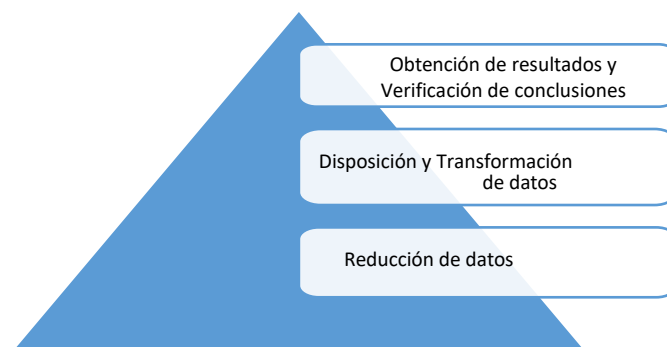 Obtención de resultados y
Verificación de conclusiones
Disposición y Transformación
de datos
Reducción de datos